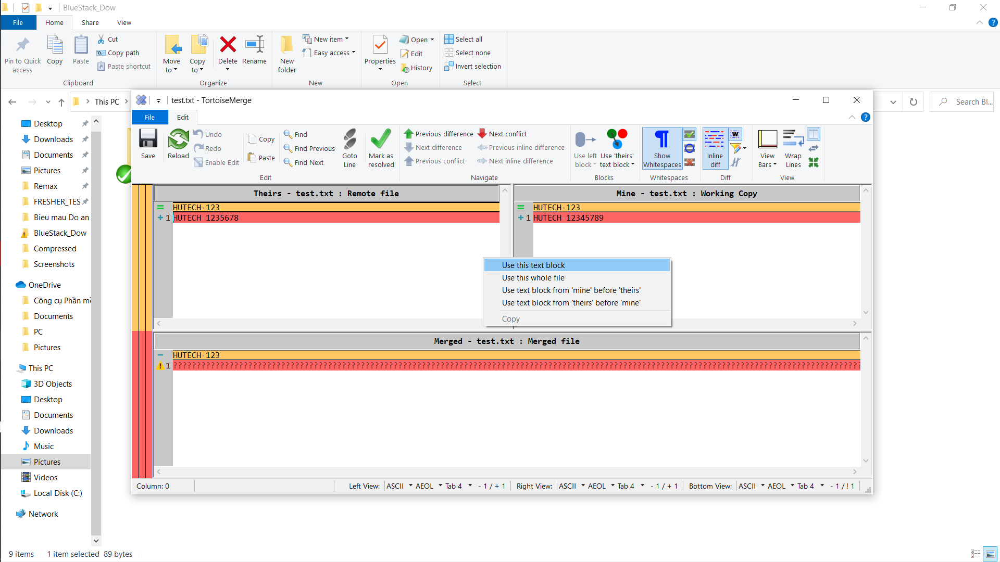 BlueStack_Dow
File Home Share View
Pin to Quick access
Copy
Paste
Cut
Copy path
Paste shortcut
Clipboard
Move to
Copy to
Delete
Rename
Organize
New folder
New item
Easy access
New
Properties
Open
Edit
History
Open
Select all
Select none
Invert selection
Select
This PC
Search Bl...
Desktop
Downloads
Documents
Pictures
Remax
FRESHER_TES
Bieu mau Do an
BlueStack_Dow
Compressed
Screenshots
OneDrive
Documents
PC
Pictures
This PC
3D Objects
Desktop
Documents
Downloads
Music
Pictures
Videos
Local Disk (C:)
Network
9 items 1 item selected 89 bytes
test.txt - TortoiseMerge
File Edit
Save
Reload
Undo
Redo
Enable Edit
Copy
Paste
Find
Find Previous
Find Next
Goto Line
Mark as resolved
Edit
Previous difference
Next difference
Previous conflict
Next conflict
Previous inline difference
Next inline difference
Navigate
Use left block
Use 'theirs' text block
Blocks
Show Whitespaces
Whitespaces
Inline diff
Diff
View Bars
Wrap Lines
View
Theirs - test.txt : Remote file
HUTECH·123
1 HUTECH 1235678
Mine - test.txt : Working Copy
HUTECH·123
1 HUTECH 12345789
Use this text block
Use this whole file
Use text block from 'mine' before 'theirs'
Use text block from 'theirs' before 'mine'
Copy
Merged - test.txt : Merged file
HUTECH·123
Column: 0
Left View: ASCII AEOL Tab 4 - 1 / + 1
Right View: ASCII AEOL Tab 4 - 1 / + 1
Bottom View: ASCII AEOL Tab 4 - 1 / ! 1